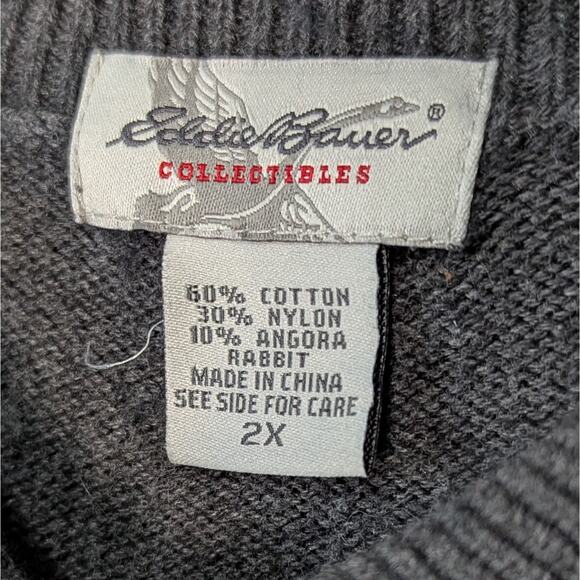 Eddie Bauer®
COLLECTIBLES
60% COTTON
30% NYLON
10% ANGORA
RABBIT
MADE IN CHINA
SEE SIDE FOR CARE
2X